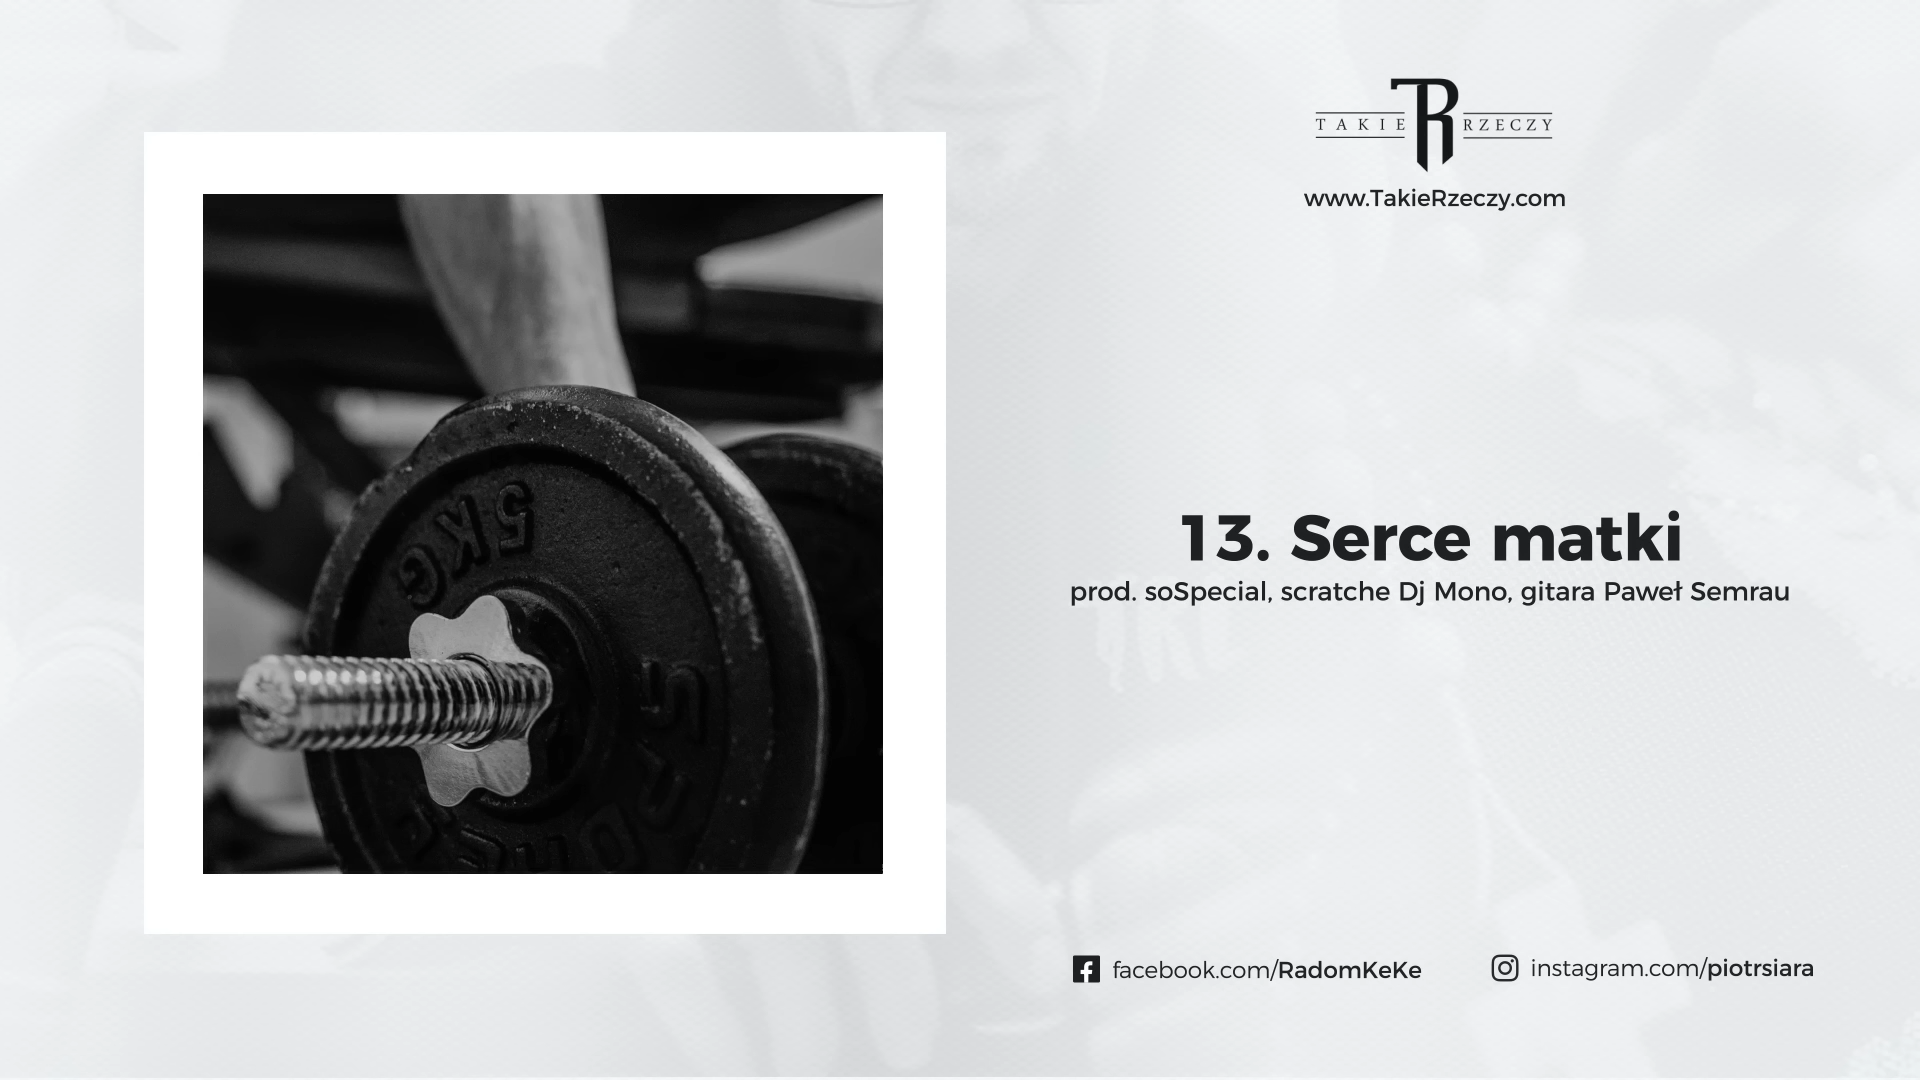 5KG
TAKIE RZECZY
www.TakieRzeczy.com
13. Serce matki
prod. soSpecial, scratche Dj Mono, gitara Paweł Semrau
facebook.com/RadomKeKe
instagram.com/piotrsiara